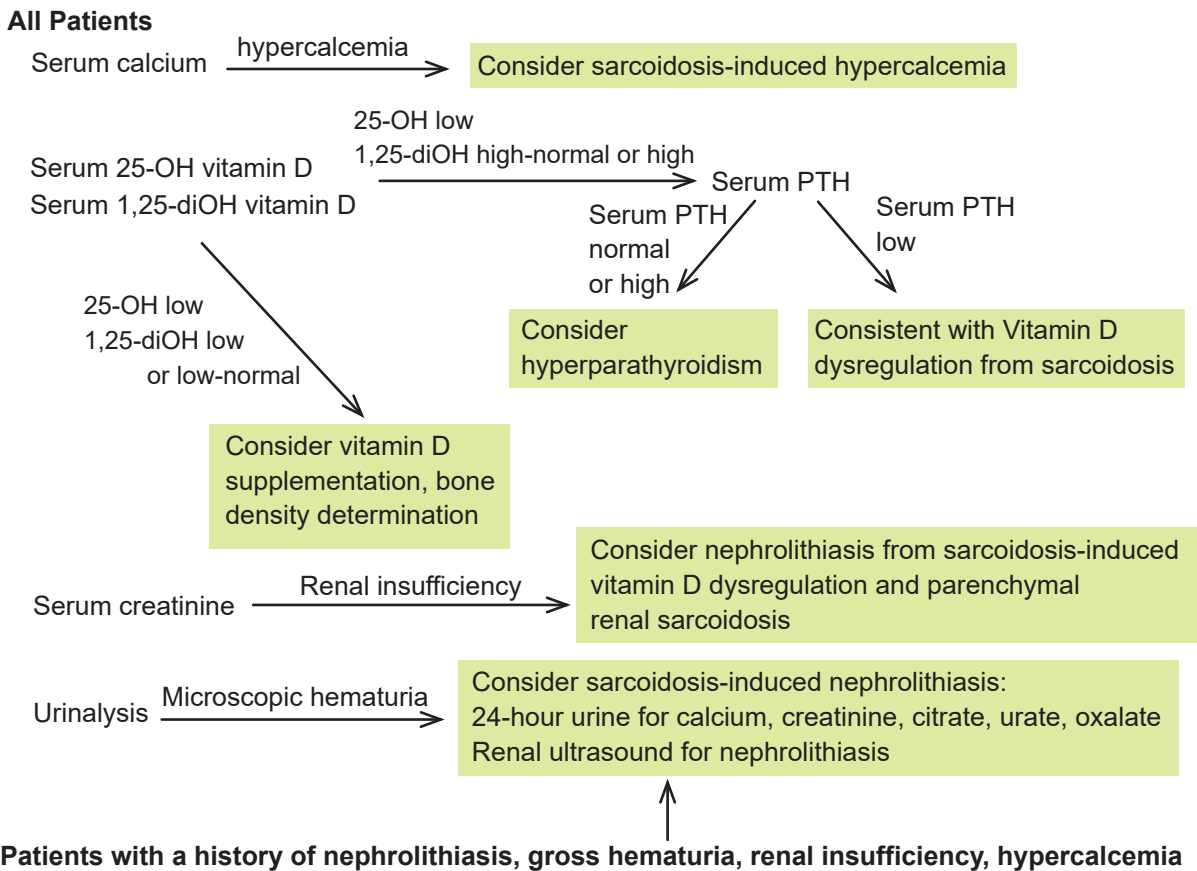 All Patients
Serum calcium
hypercalcemia
Consider sarcoidosis-induced hypercalcemia
Serum 25-OH vitamin D
Serum 1,25-diOH vitamin D
25-OH low
1,25-diOH high-normal or high
Serum PTH
Serum PTH
normal
or high
Serum PTH
low
Consider
hyperparathyroidism
Consistent with Vitamin D
dysregulation from sarcoidosis
25-OH low
1,25-diOH low
or low-normal
Consider vitamin D
supplementation, bone
density determination
Serum creatinine
Renal insufficiency
Consider nephrolithiasis from sarcoidosis-induced
vitamin D dysregulation and parenchymal
renal sarcoidosis
Urinalysis
Microscopic hematuria
Consider sarcoidosis-induced nephrolithiasis:
24-hour urine for calcium, creatinine, citrate, urate, oxalate
Renal ultrasound for nephrolithiasis
Patients with a history of nephrolithiasis, gross hematuria, renal insufficiency, hypercalcemia